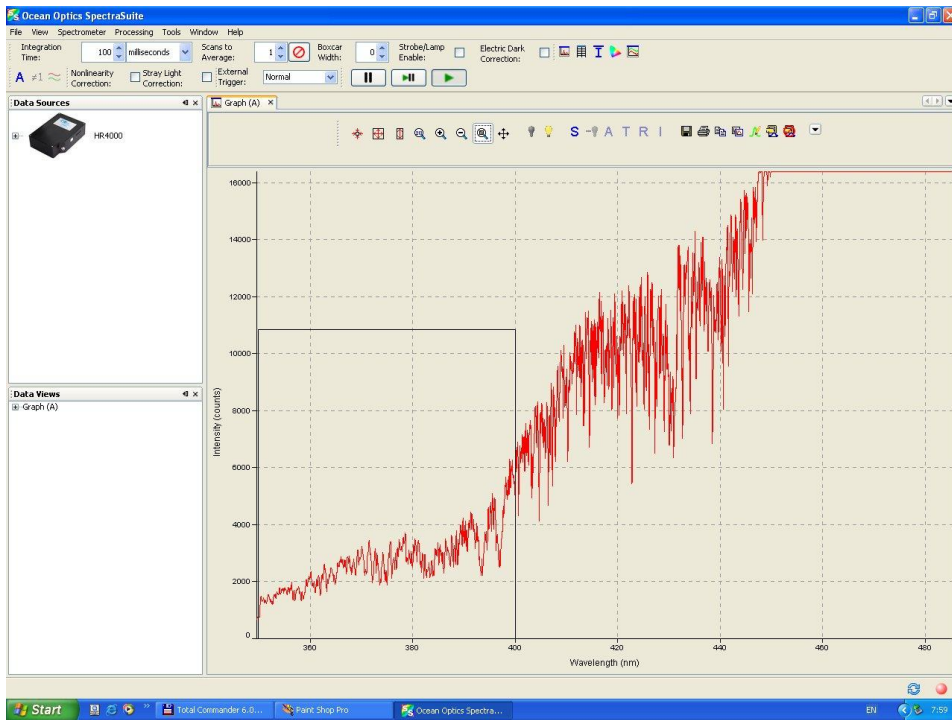 Ocean Optics SpectraSuite
File View Spectrometer Processing Tools Window Help
Integration Time: 100 milliseconds
Scans to Average: 1
Boxcar Width: 0
Strobe/Lamp Enable:
Electric Dark Correction:
A ≠1 Nonlinearity Correction:
Stray Light Correction:
External Trigger: Normal
Data Sources
HR4000
Data Views
Graph (A)
Graph (A)
S A T R I
16000
14000
12000
10000
8000
6000
4000
2000
0
Intensity (counts)
360 380 400 420 440 460 480
Wavelength (nm)
Start
Total Commander 6.0...
Paint Shop Pro
Ocean Optics Spectra...
EN
7:59